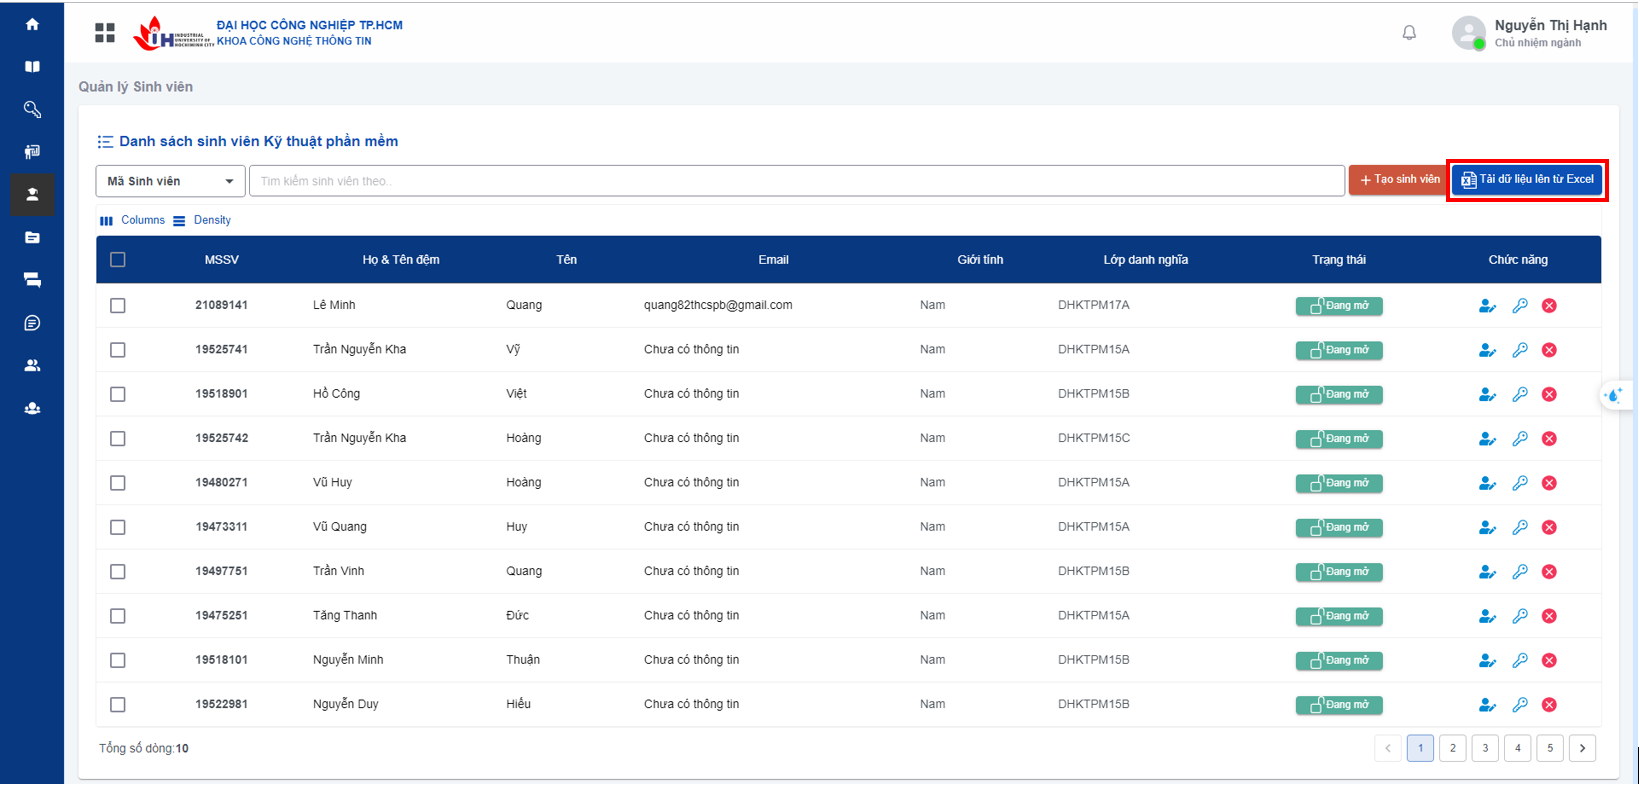 ĐẠI HỌC CÔNG NGHIỆP TP.HCM
INDUSTRIAL UNIVERSITY OF HOCHIMINH CITY
KHOA CÔNG NGHỆ THÔNG TIN
Nguyễn Thị Hạnh
Chủ nhiệm ngành
Quản lý Sinh viên
Danh sách sinh viên Kỹ thuật phần mềm
Mã Sinh viên Tìm kiếm sinh viên theo.. + Tạo sinh viên Tải dữ liệu lên từ Excel
Columns Density
MSSV Họ & Tên đệm Tên Email Giới tính Lớp danh nghĩa Trạng thái Chức năng
21089141 Lê Minh Quang quang82thcspb@gmail.com Nam DHKTPM17A Đang mở
19525741 Trần Nguyễn Kha Vỹ Chưa có thông tin Nam DHKTPM15A Đang mở
19518901 Hồ Công Việt Chưa có thông tin Nam DHKTPM15B Đang mở
19525742 Trần Nguyễn Kha Hoàng Chưa có thông tin Nam DHKTPM15C Đang mở
19480271 Vũ Huy Hoàng Chưa có thông tin Nam DHKTPM15A Đang mở
19473311 Vũ Quang Huy Chưa có thông tin Nam DHKTPM15A Đang mở
19497751 Trần Vinh Quang Chưa có thông tin Nam DHKTPM15B Đang mở
19475251 Tăng Thanh Đức Chưa có thông tin Nam DHKTPM15A Đang mở
19518101 Nguyễn Minh Thuận Chưa có thông tin Nam DHKTPM15B Đang mở
19522981 Nguyễn Duy Hiếu Chưa có thông tin Nam DHKTPM15B Đang mở
Tổng số dòng:10 1 2 3 4 5